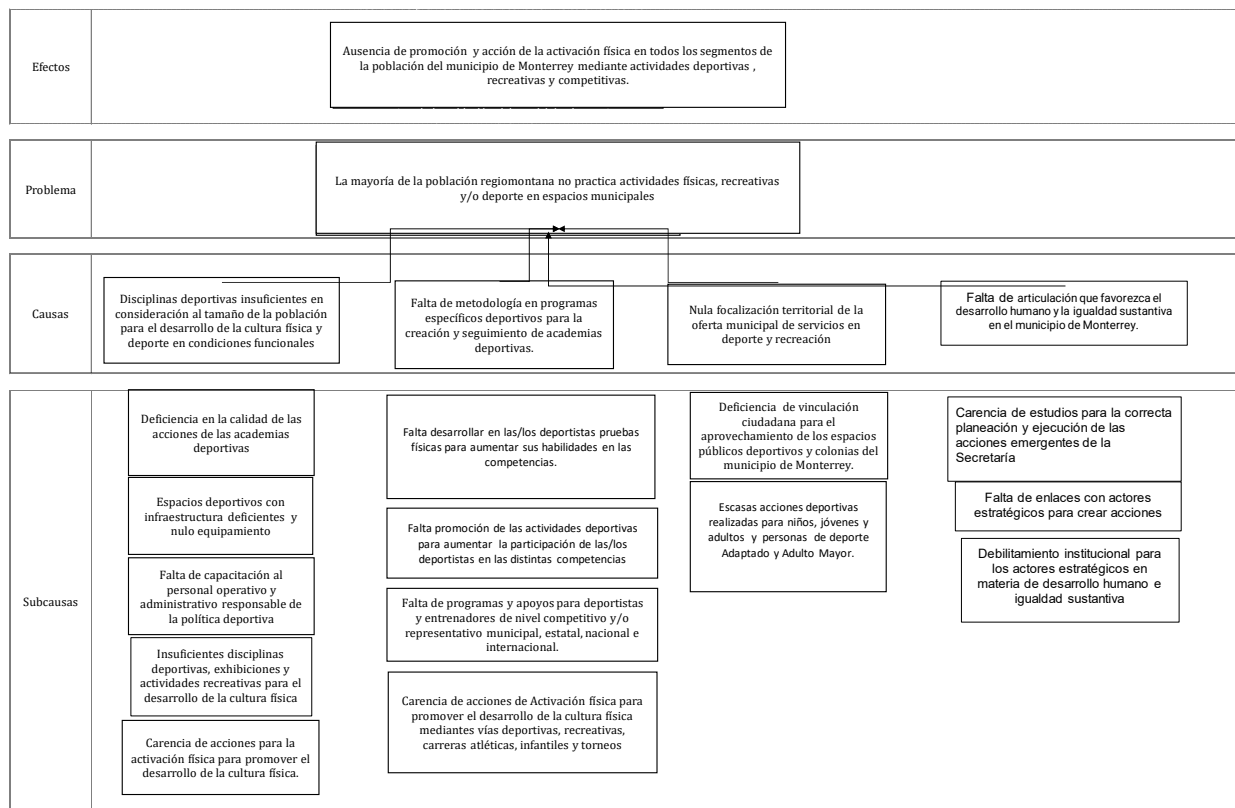 Efectos
Ausencia de promoción y acción de la activación física en todos los segmentos de
la población del municipio de Monterrey mediante actividades deportivas ,
recreativas y competitivas.
Problema
La mayoría de la población regiomontana no practica actividades físicas, recreativas
y/o deporte en espacios municipales
Causas
Disciplinas deportivas insuficientes en
consideración al tamaño de la población
para el desarrollo de la cultura física y
deporte en condiciones funcionales
Falta de metodología en programas
específicos deportivos para la
creación y seguimiento de academias
deportivas.
Nula focalización territorial de la
oferta municipal de servicios en
deporte y recreación
Falta de articulación que favorezca el
desarrollo humano y la igualdad sustantiva
en el municipio de Monterrey.
Subcausas
Deficiencia en la calidad de las
acciones de las academias
deportivas
Espacios deportivos con
infraestructura deficientes y
nulo equipamiento
Falta de capacitación al
personal operativo y
administrativo responsable de
la política deportiva
Insuficientes disciplinas
deportivas, exhibiciones y
actividades recreativas para el
desarrollo de la cultura física
Carencia de acciones para la
activación física para promover el
desarrollo de la cultura física.
Falta desarrollar en las/los deportistas pruebas
físicas para aumentar sus habilidades en las
competencias.
Falta promoción de las actividades deportivas
para aumentar la participación de las/los
deportistas en las distintas competencias
Falta de programas y apoyos para deportistas
y entrenadores de nivel competitivo y/o
representativo municipal, estatal, nacional e
internacional.
Carencia de acciones de Activación física para
promover el desarrollo de la cultura física
mediantes vías deportivas, recreativas,
carreras atléticas, infantiles y torneos
Deficiencia de vinculación
ciudadana para el
aprovechamiento de los espacios
públicos deportivos y colonias del
municipio de Monterrey.
Escasas acciones deportivas
realizadas para niños, jóvenes y
adultos y personas de deporte
Adaptado y Adulto Mayor.
Carencia de estudios para la correcta
planeación y ejecución de las
acciones emergentes de la
Secretaría
Falta de enlaces con actores
estratégicos para crear acciones
Debilitamiento institucional para
los actores estratégicos en
materia de desarrollo humano e
igualdad sustantiva